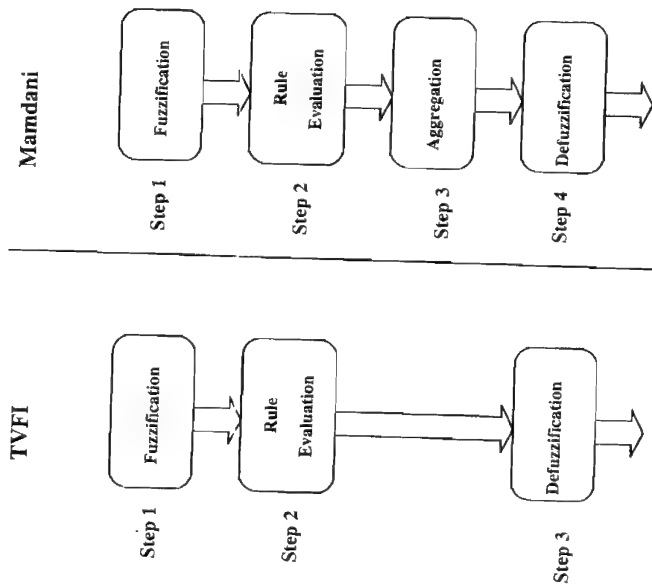 TVFI
Step 1
Fuzzification
Step 2
Rule
Evaluation
Step 3
Defuzzification
Mamdani
Step 1
Fuzzification
Step 2
Rule
Evaluation
Step 3
Aggregation
Step 4
Defuzzification